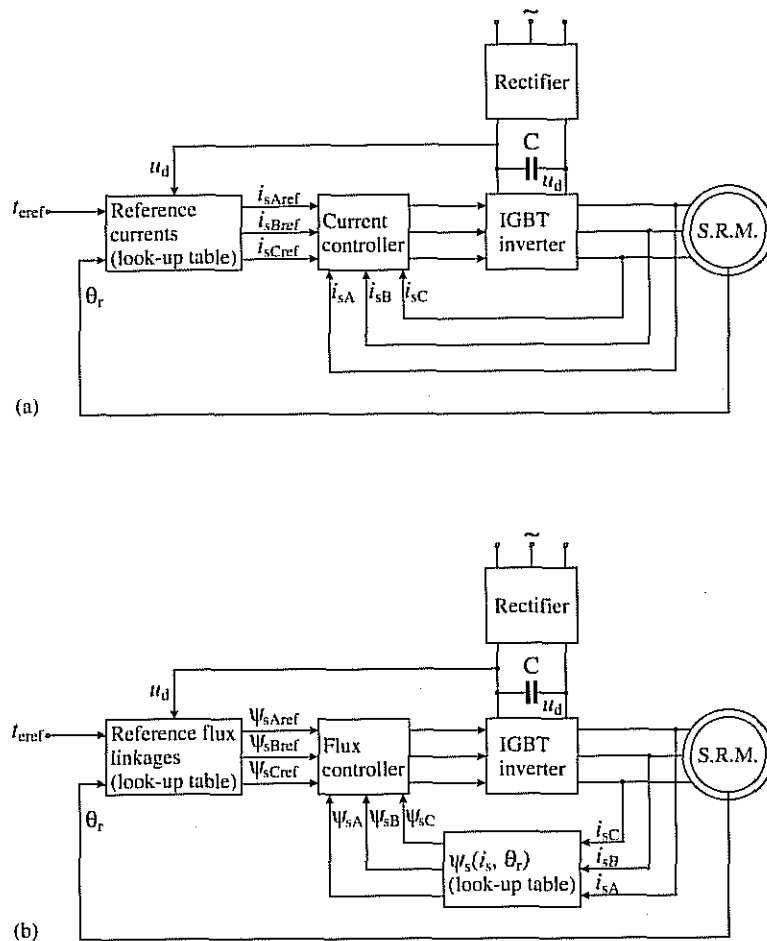 ~
Rectifier
C
u_d
u_d
t_eref
Reference
currents
(look-up table)
i_sAref
i_sBref
i_sCref
Current
controller
IGBT
inverter
S.R.M.
θ_r
i_sA
i_sB
i_sC
(a)
~
Rectifier
C
u_d
u_d
t_eref
Reference flux
linkages
(look-up table)
ψ_sAref
ψ_sBref
ψ_sCref
Flux
controller
IGBT
inverter
S.R.M.
θ_r
ψ_sA
ψ_sB
ψ_sC
ψ_s(i_s, θ_r)
(look-up table)
i_sC
i_sB
i_sA
(b)